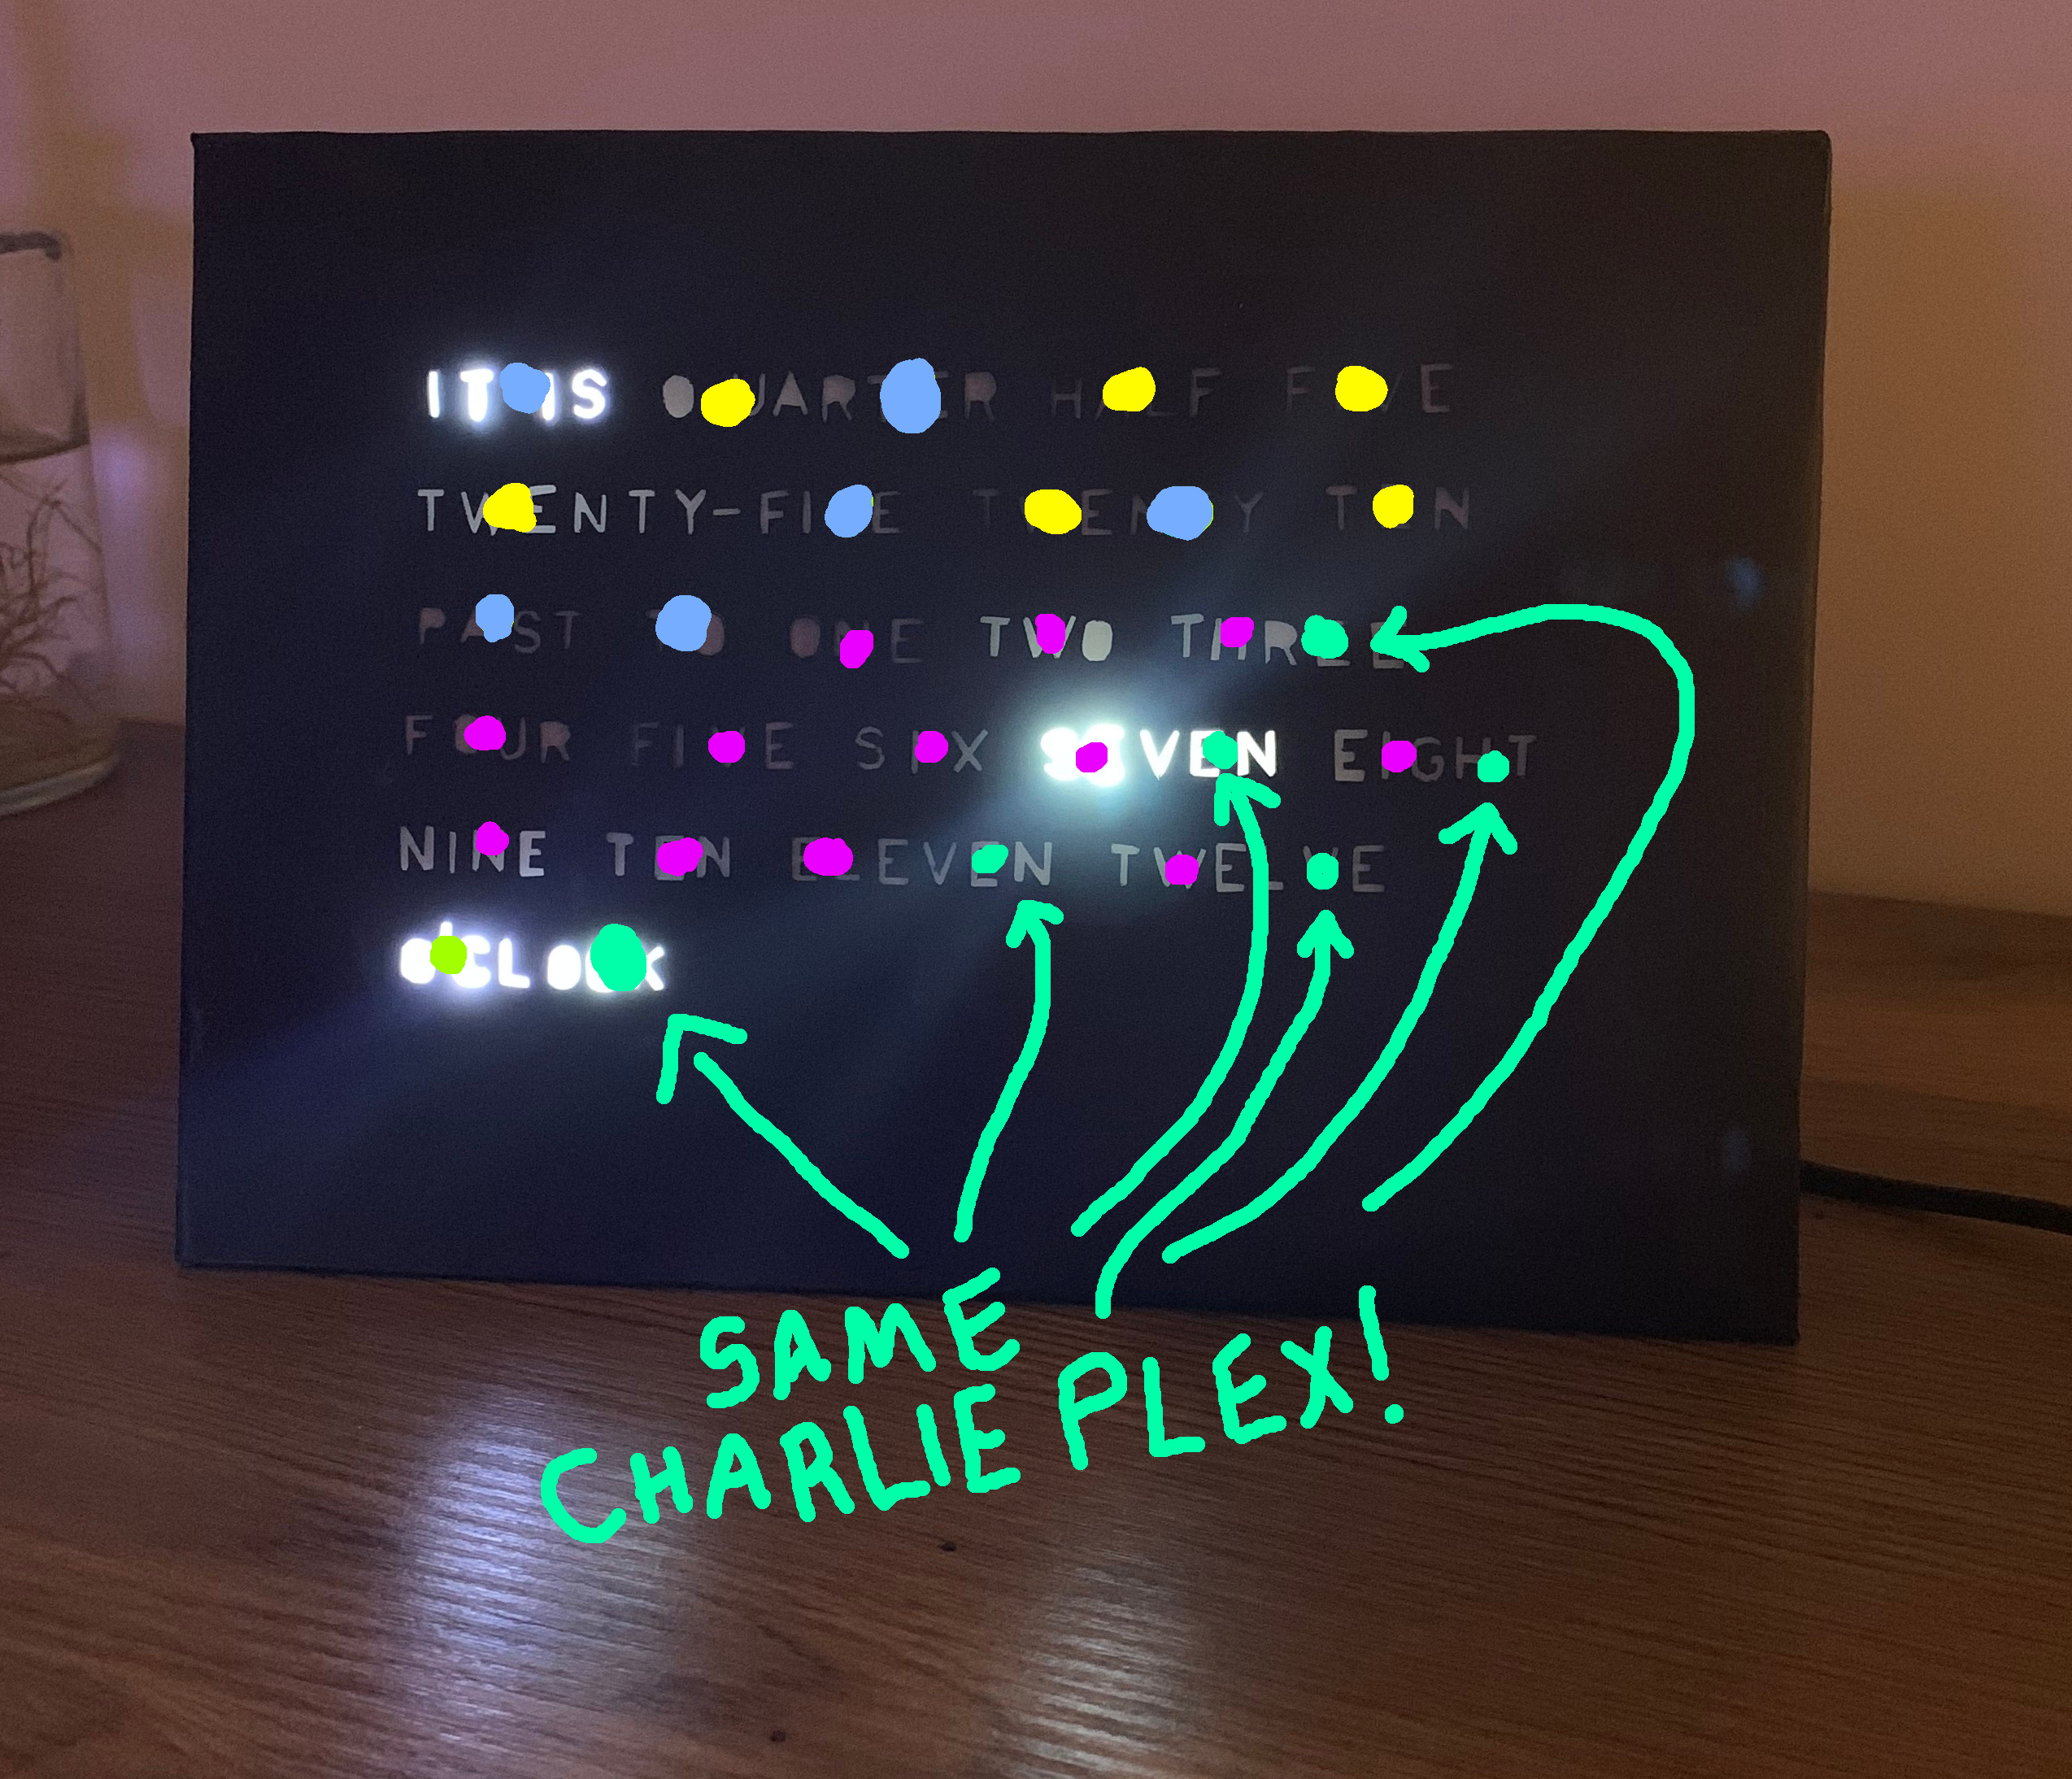 IT IS QUARTER HALF FIVE
TWENTY-FIVE TWENTY TEN
PAST TO ONE TWO THREE
FOUR FIVE SIX SEVEN EIGHT
NINE TEN ELEVEN TWELVE
O'CLOCK
SAME
CHARLIE PLEX!